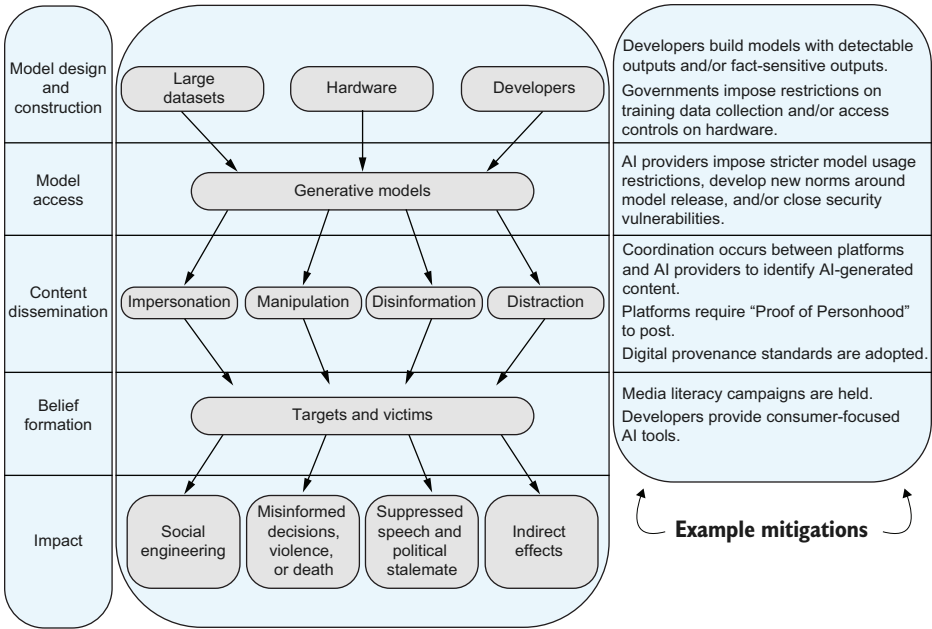 Model design
and
construction
Large
datasets
Hardware
Developers
Developers build models with detectable
outputs and/or fact-sensitive outputs.
Governments impose restrictions on
training data collection and/or access
controls on hardware.
Model
access
Generative models
AI providers impose stricter model usage
restrictions, develop new norms around
model release, and/or close security
vulnerabilities.
Content
dissemination
Impersonation
Manipulation
Disinformation
Distraction
Coordination occurs between platforms
and AI providers to identify AI-generated
content.
Platforms require “Proof of Personhood”
to post.
Digital provenance standards are adopted.
Belief
formation
Targets and victims
Media literacy campaigns are held.
Developers provide consumer-focused
AI tools.
Impact
Social
engineering
Misinformed
decisions,
violence,
or death
Suppressed
speech and
political
stalemate
Indirect
effects
Example mitigations